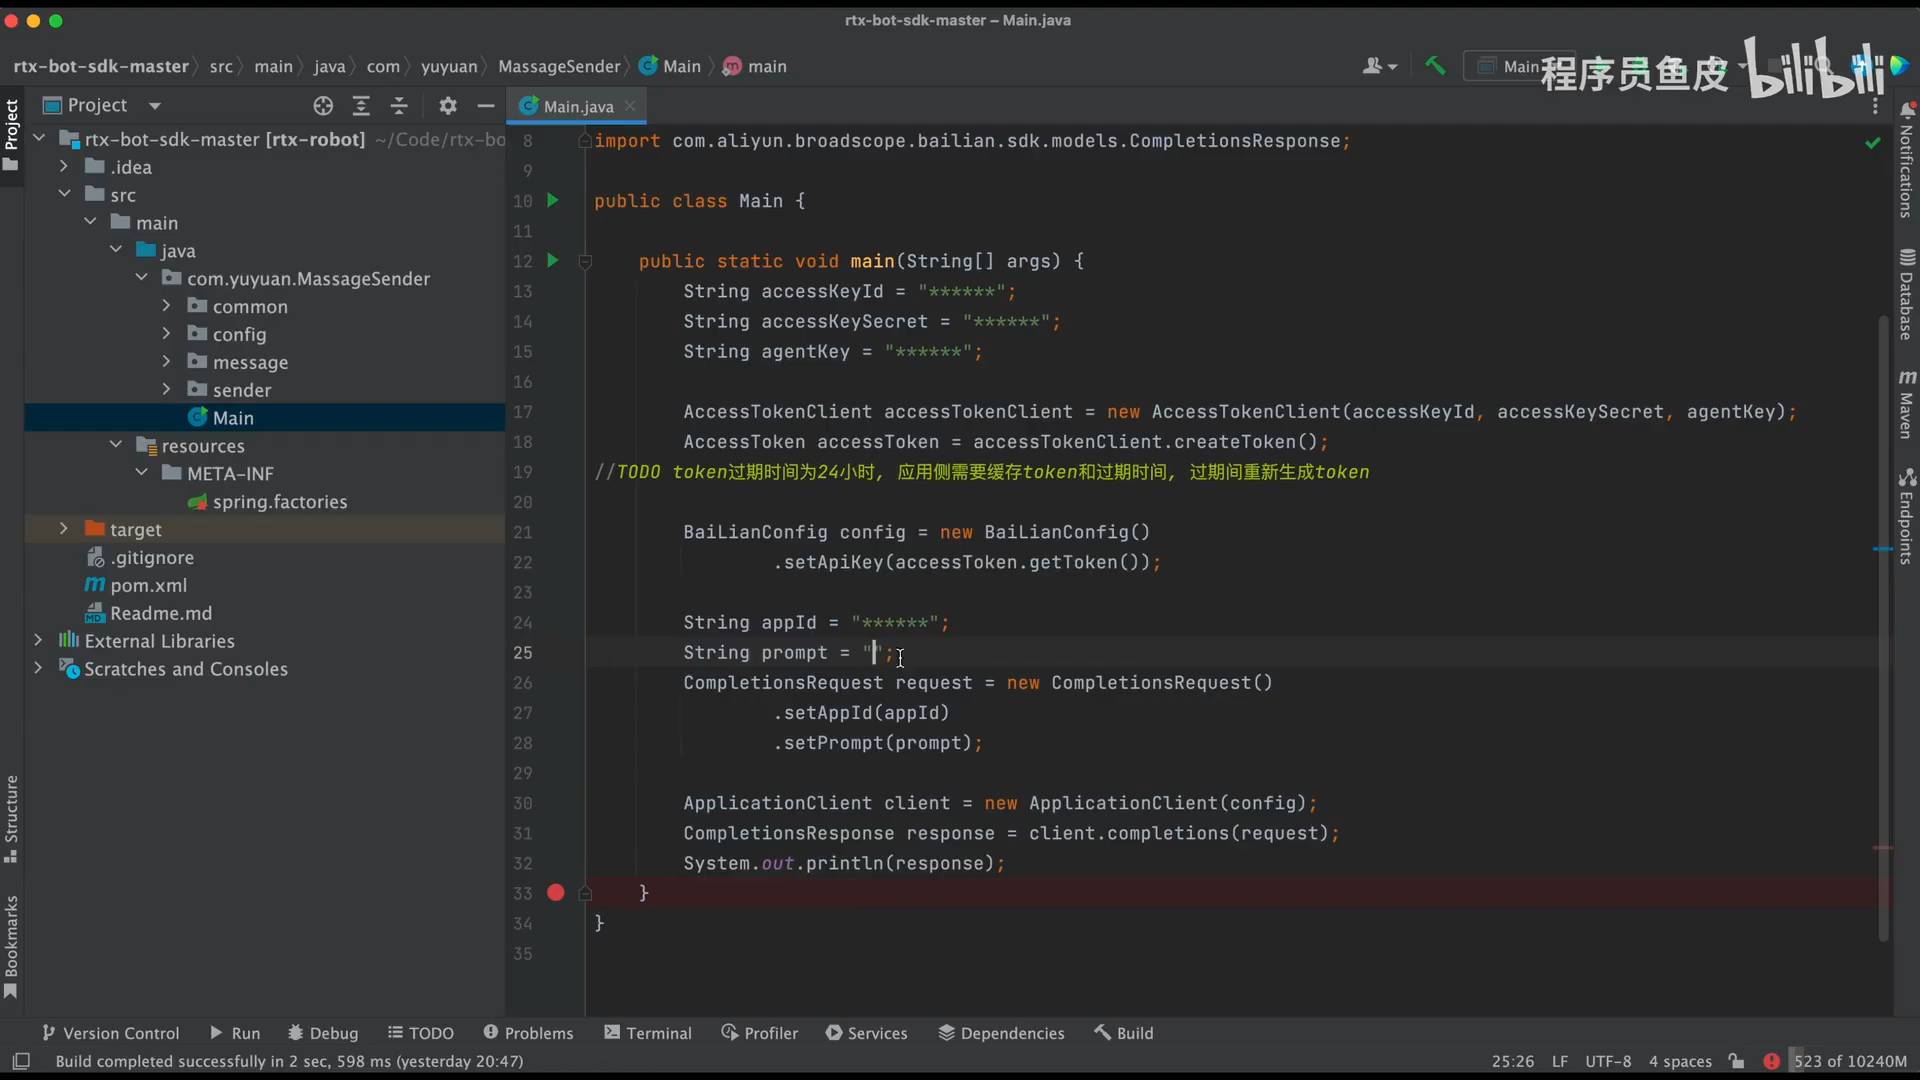 rtx-bot-sdk-master – Main.java
rtx-bot-sdk-master
src
main
java
com
yuyuan
MassageSender
Main
main
Main
程序员鱼皮
bilibili
Project
Project
Main.java
rtx-bot-sdk-master [rtx-robot] ~/Code/rtx-bo
.idea
src
main
java
com.yuyuan.MassageSender
common
config
message
sender
Main
resources
META-INF
spring.factories
target
.gitignore
pom.xml
Readme.md
External Libraries
Scratches and Consoles
8 import com.aliyun.broadscope.bailian.sdk.models.CompletionsResponse;
9
10 public class Main {
11
12 public static void main(String[] args) {
13 String accessKeyId = "******";
14 String accessKeySecret = "******";
15 String agentKey = "******";
16
17 AccessTokenClient accessTokenClient = new AccessTokenClient(accessKeyId, accessKeySecret, agentKey);
18 AccessToken accessToken = accessTokenClient.createToken();
19 //TODO token过期时间为24小时, 应用侧需要缓存token和过期时间, 过期间重新生成token
20
21 BaiLianConfig config = new BaiLianConfig()
22 .setApiKey(accessToken.getToken());
23
24 String appId = "******";
25 String prompt = "";
26 CompletionsRequest request = new CompletionsRequest()
27 .setAppId(appId)
28 .setPrompt(prompt);
29
30 ApplicationClient client = new ApplicationClient(config);
31 CompletionsResponse response = client.completions(request);
32 System.out.println(response);
33 }
34 }
35
Notifications
Database
Maven
Endpoints
Structure
Bookmarks
Version Control
Run
Debug
TODO
Problems
Terminal
Profiler
Services
Dependencies
Build
Build completed successfully in 2 sec, 598 ms (yesterday 20:47)
25:26
LF
UTF-8
4 spaces
523 of 10240M